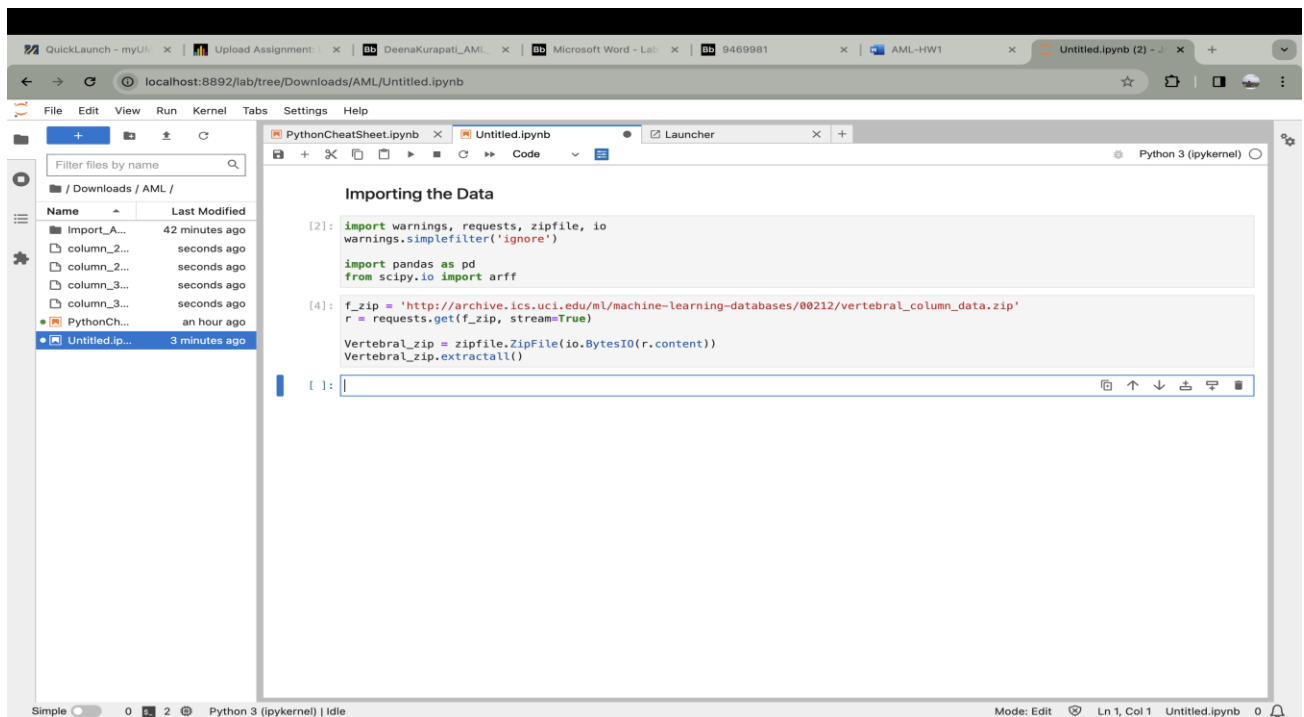 QuickLaunch - myUM
Upload Assignment:
Bb DeenaKurapati_AML_
Bb Microsoft Word - Lab
Bb 9469981
AML-HW1
Untitled.ipynb (2) - J
localhost:8892/lab/tree/Downloads/AML/Untitled.ipynb
File Edit View Run Kernel Tabs Settings Help
Filter files by name
/ Downloads / AML /
Name Last Modified
Import_A... 42 minutes ago
column_2... seconds ago
column_2... seconds ago
column_3... seconds ago
column_3... seconds ago
PythonCh... an hour ago
Untitled.ip... 3 minutes ago
PythonCheatSheet.ipynb Untitled.ipynb Launcher
Code
Python 3 (ipykernel)
Importing the Data
[2]: import warnings, requests, zipfile, io
warnings.simplefilter('ignore')
import pandas as pd
from scipy.io import arff
[4]: f_zip = 'http://archive.ics.uci.edu/ml/machine-learning-databases/00212/vertebral_column_data.zip'
r = requests.get(f_zip, stream=True)
Vertebral_zip = zipfile.ZipFile(io.BytesIO(r.content))
Vertebral_zip.extractall()
[ ]:
Simple 0 2 Python 3 (ipykernel) | Idle Mode: Edit Ln 1, Col 1 Untitled.ipynb 0